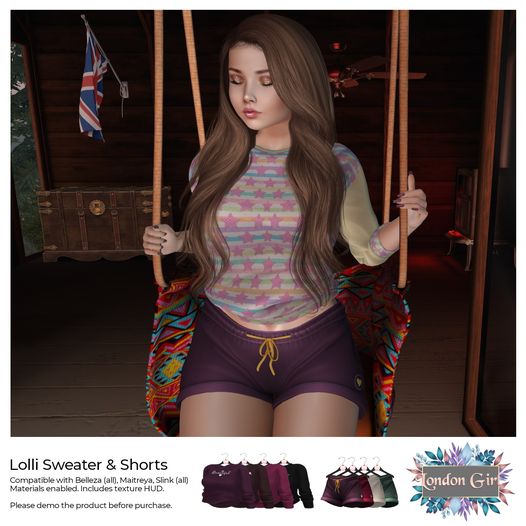 Lolli Sweater & Shorts
Compatible with Belleza (all), Maitreya, Slink (all)
Materials enabled. Includes texture HUD.
Please demo the product before purchase.
London Girl